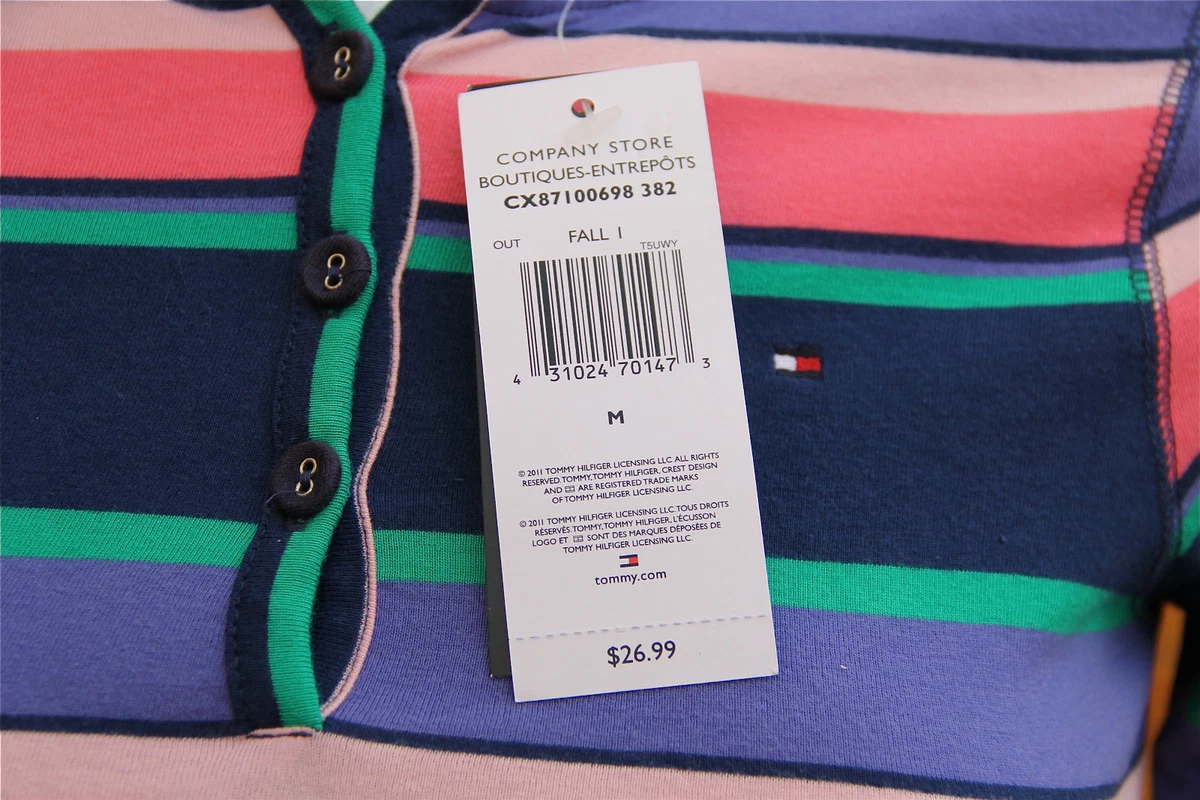 COMPANY STORE
BOUTIQUES-ENTREPÔTS
CX87100698 382
OUT FALL 1
T5UWY
4 31024 70147 3
M
© 2011 TOMMY HILFIGER LICENSING LLC. ALL RIGHTS
RESERVED. TOMMY, TOMMY HILFIGER, CREST DESIGN
AND ARE REGISTERED TRADE MARKS
OF TOMMY HILFIGER LICENSING LLC.
© 2011 TOMMY HILFIGER LICENSING LLC. TOUS DROITS
RÉSERVÉS. TOMMY, TOMMY HILFIGER, L'ÉCUSSON
LOGO ET SONT DES MARQUES DÉPOSÉES DE
TOMMY HILFIGER LICENSING LLC.
tommy.com
$26.99